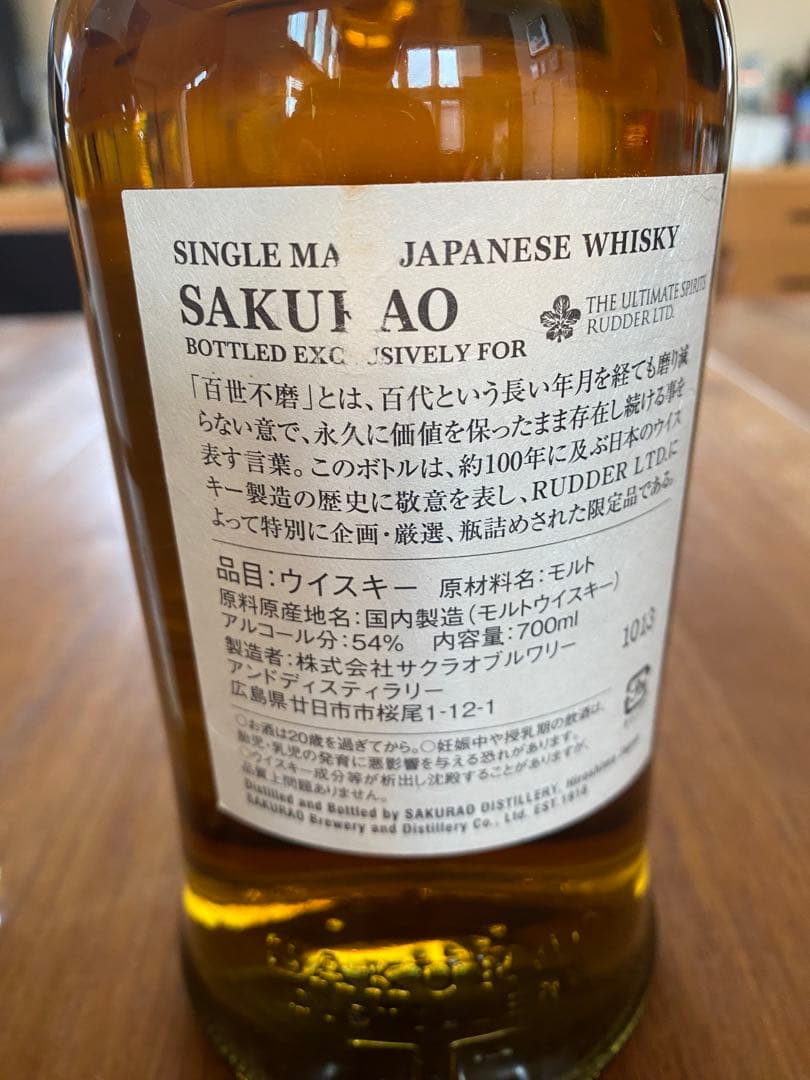 SINGLE MA JAPANESE WHISKY
SAKURAO
THE ULTIMATE SPIRITS
RUDDER LTD.
BOTTLED EXCLUSIVELY FOR
「百世不磨」とは、百代という長い年月を経ても磨り減
らない意で、永久に価値を保ったまま存在し続ける事を
表す言葉。このボトルは、約100年に及ぶ日本のウイス
キー製造の歴史に敬意を表し、RUDDER LTD.に
よって特別に企画・厳選、瓶詰めされた限定品である。
品目:ウイスキー 原材料名:モルト
原料原産地名:国内製造(モルトウイスキー)
アルコール分:54% 内容量:700ml
製造者:株式会社サクラオブルワリー
アンドディスティラリー
広島県廿日市市桜尾1-12-1
1013
○お酒は20歳を過ぎてから。○妊娠中や授乳期の飲酒は、
胎児・乳児の発育に悪影響を与える恐れがあります。
○ウイスキー成分等が析出し沈殿することがありますが、
品質上問題ありません。
Distilled and Bottled by SAKURAO DISTILLERY, Hiroshima, Japan
SAKURAO Brewery and Distillery Co., Ltd. EST.1918